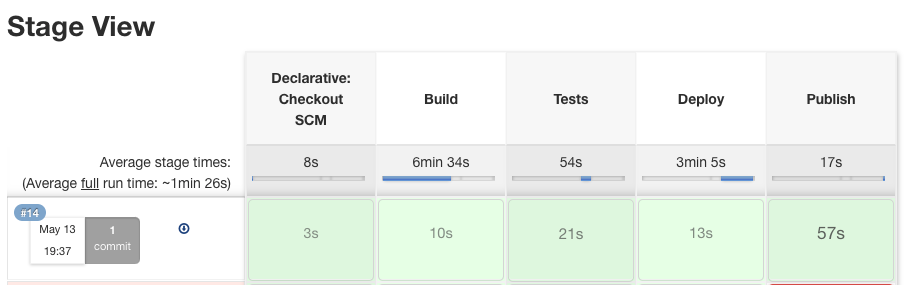 Stage View
Declarative:
Checkout
SCM
Build
Tests
Deploy
Publish
Average stage times:
(Average full run time: ~1min 26s)
8s
6min 34s
54s
3min 5s
17s
#14
May 13
19:37
1
commit
3s
10s
21s
13s
57s